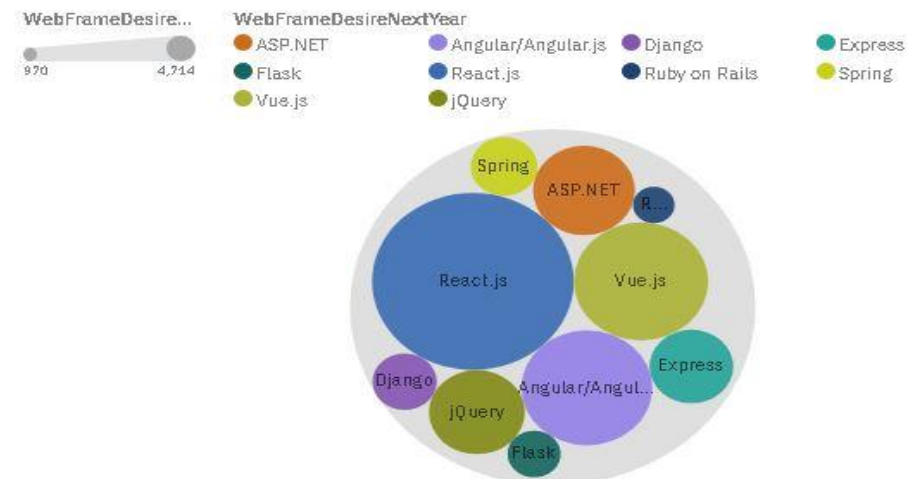 WebFrameDesire... WebFrameDesireNextYear
ASP.NET Angular/Angular.js Django Express
970 4,714
Flask React.js Ruby on Rails Spring
Vue.js jQuery
Spring
ASP.NET
R...
React.js
Vue.js
Express
Django
Angular/Angul...
jQuery
Flask